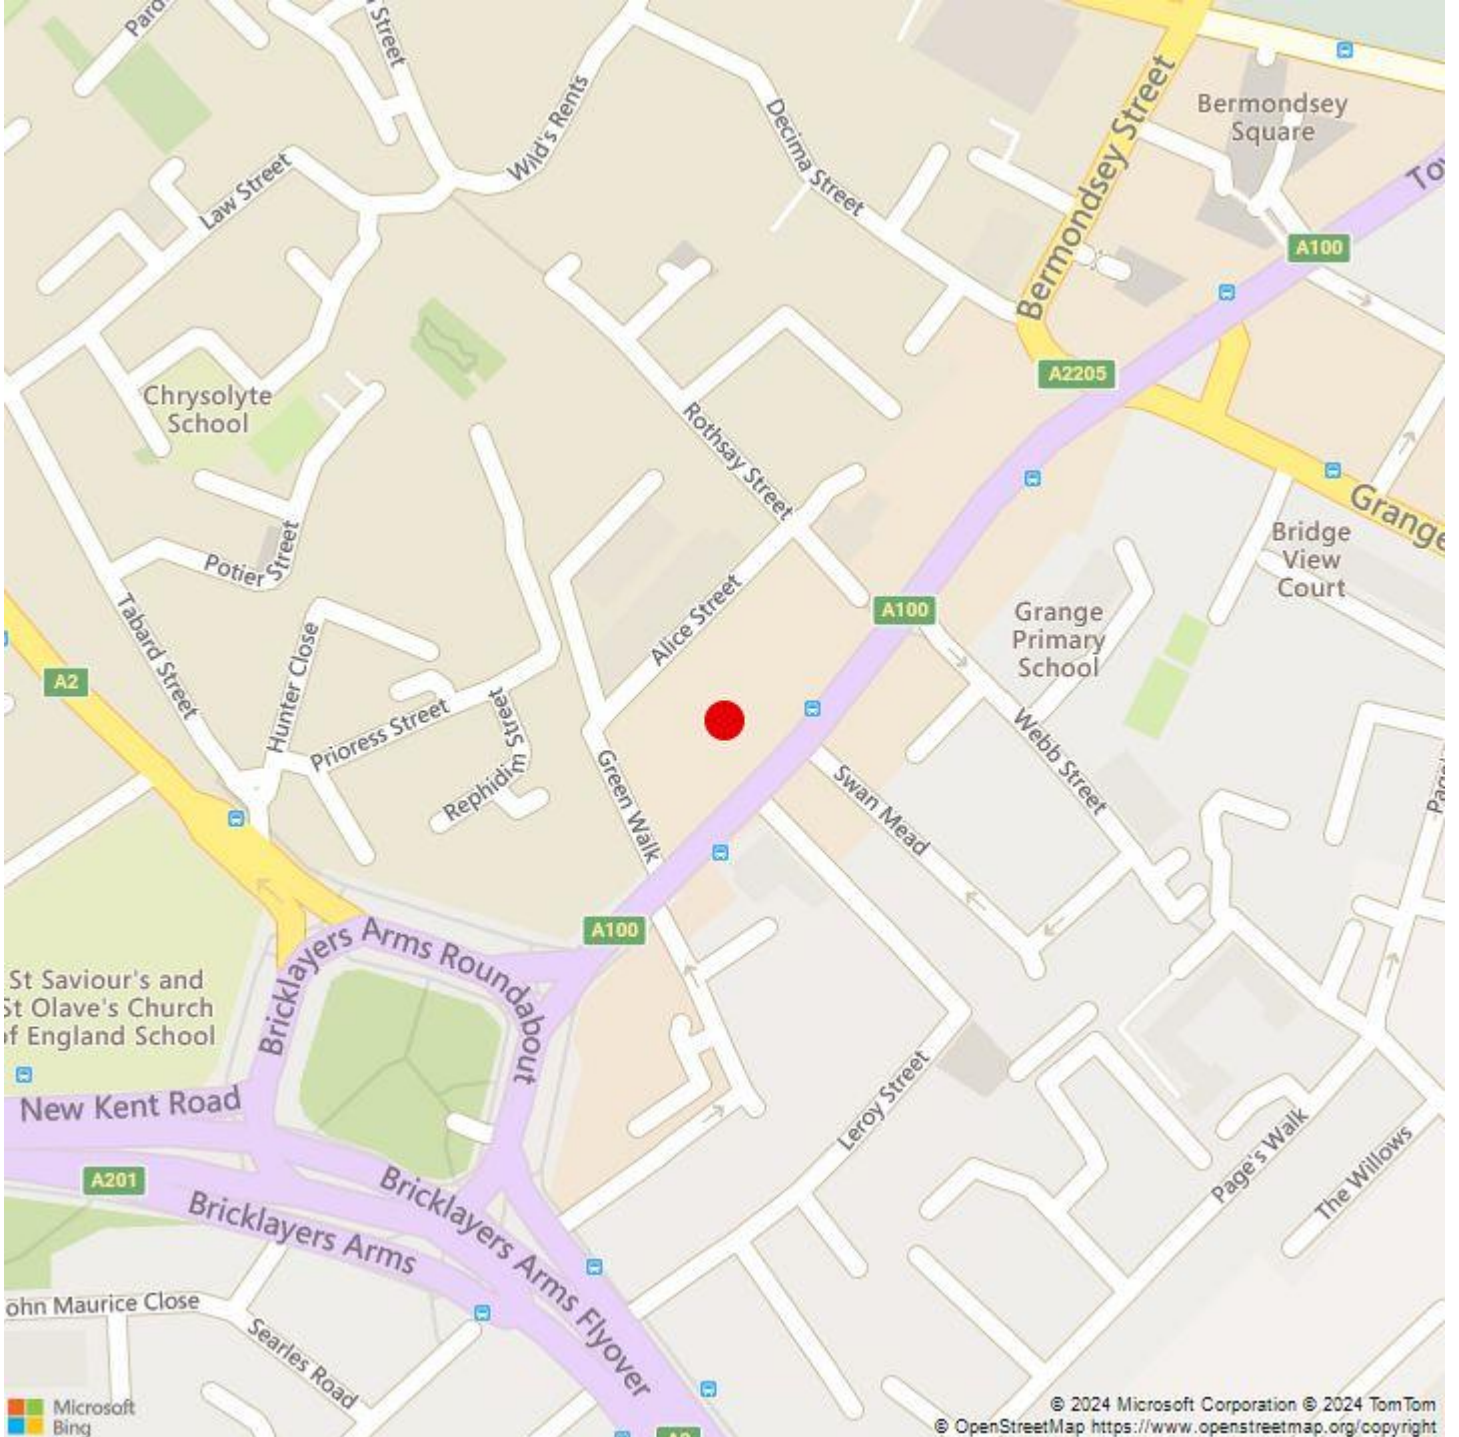 Pard
Street
Wild's Rents
Decima Street
Bermondsey Street
Bermondsey
Square
Law Street
A100
A2205
Chrysolyte
School
Rothsay Street
Grange
Potier Street
Bridge
View
Court
Tabard Street
Hunter Close
Alice Street
A100
Grange
Primary
School
A2
Prioress Street
Rephidim Street
Green Walk
Swan Mead
Webb Street
A100
Bricklayers Arms Roundabout
St Saviour's and
St Olave's Church
of England School
New Kent Road
Leroy Street
Page's Walk
The Willows
A201
Bricklayers Arms
Bricklayers Arms Flyover
ohn Maurice Close
Searles Road
Microsoft
Bing
© 2024 Microsoft Corporation © 2024 TomTom
© OpenStreetMap https://www.openstreetmap.org/copyright